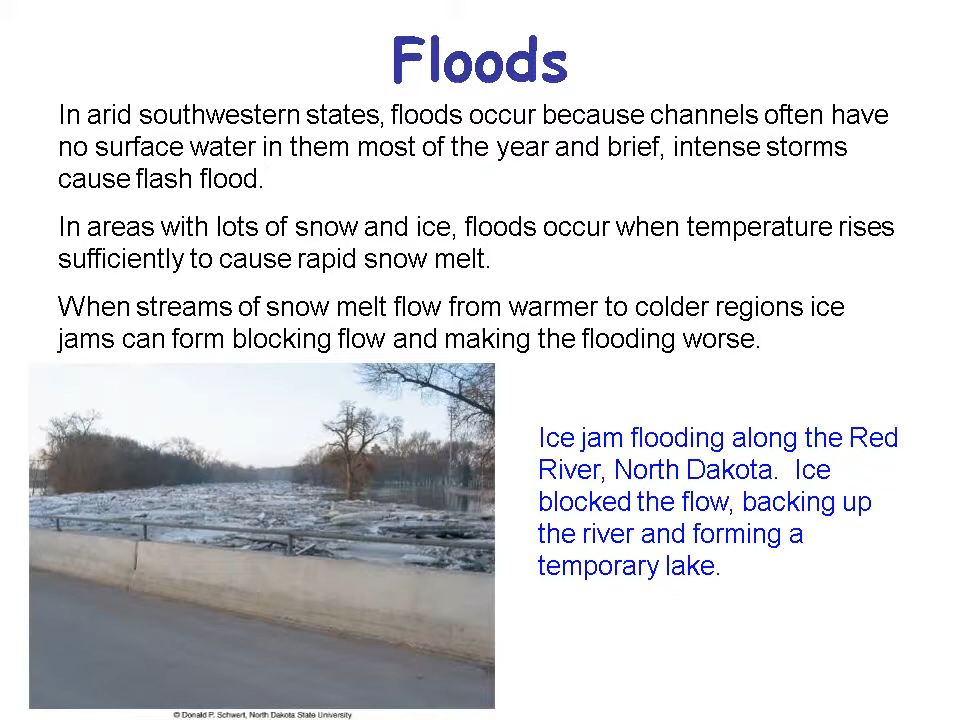 Floods
In arid southwestern states, floods occur because channels often have
no surface water in them most of the year and brief, intense storms
cause flash flood.
In areas with lots of snow and ice, floods occur when temperature rises
sufficiently to cause rapid snow melt.
When streams of snow melt flow from warmer to colder regions ice
jams can form blocking flow and making the flooding worse.
Ice jam flooding along the Red
River, North Dakota.  Ice
blocked the flow, backing up
the river and forming a
temporary lake.
© Donald P. Schwert, North Dakota State University